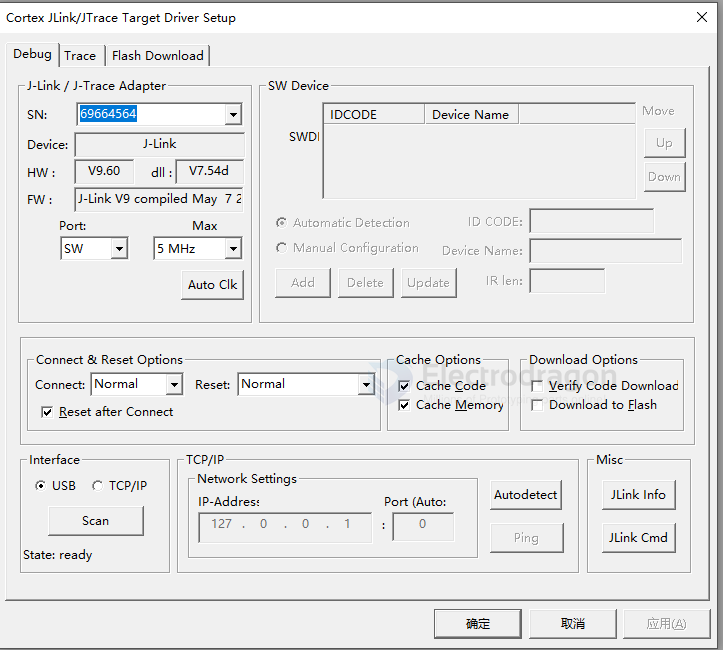 Cortex JLink/JTrace Target Driver Setup
Debug Trace Flash Download
J-Link / J-Trace Adapter
SN: 69664564
Device: J-Link
HW : V9.60 dll : V7.54d
FW : J-Link V9 compiled May 7 2
Port: Max
SW 5 MHz
Auto Clk
SW Device
IDCODE Device Name
SWDI
Move
Up
Down
Automatic Detection ID CODE:
Manual Configuration Device Name:
Add Delete Update IR len:
Connect & Reset Options
Connect: Normal Reset: Normal
Reset after Connect
Cache Options
Cache Code
Cache Memory
Download Options
Verify Code Download
Download to Flash
Electrodragon
Interface
USB TCP/IP
Scan
State: ready
TCP/IP
Network Settings
IP-Address Port (Auto:
127 . 0 . 0 . 1 : 0
Autodetect
Ping
Misc
JLink Info
JLink Cmd
确定 取消 应用(A)